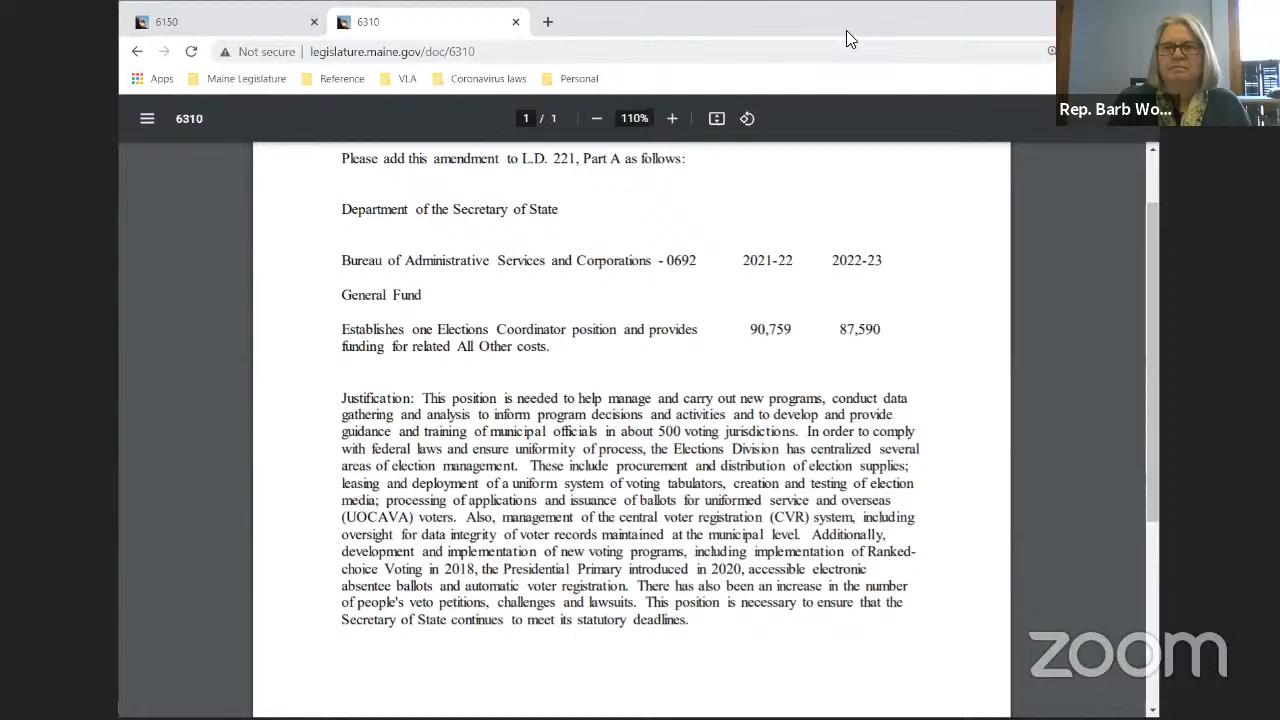 6150
6310
Not secure
legislature.maine.gov/doc/6310
Apps
Maine Legislature
Reference
VLA
Coronavirus laws
Personal
Rep. Barb Wo...
6310
1 / 1
110%
Please add this amendment to L.D. 221, Part A as follows:
Department of the Secretary of State
Bureau of Administrative Services and Corporations - 0692 2021-22 2022-23
General Fund
Establishes one Elections Coordinator position and provides 90,759 87,590
funding for related All Other costs.
Justification: This position is needed to help manage and carry out new programs, conduct data
gathering and analysis to inform program decisions and activities and to develop and provide
guidance and training of municipal officials in about 500 voting jurisdictions. In order to comply
with federal laws and ensure uniformity of process, the Elections Division has centralized several
areas of election management. These include procurement and distribution of election supplies;
leasing and deployment of a uniform system of voting tabulators, creation and testing of election
media; processing of applications and issuance of ballots for uniformed service and overseas
(UOCAVA) voters. Also, management of the central voter registration (CVR) system, including
oversight for data integrity of voter records maintained at the municipal level. Additionally,
development and implementation of new voting programs, including implementation of Ranked-
choice Voting in 2018, the Presidential Primary introduced in 2020, accessible electronic
absentee ballots and automatic voter registration. There has also been an increase in the number
of people's veto petitions, challenges and lawsuits. This position is necessary to ensure that the
Secretary of State continues to meet its statutory deadlines.
zoom